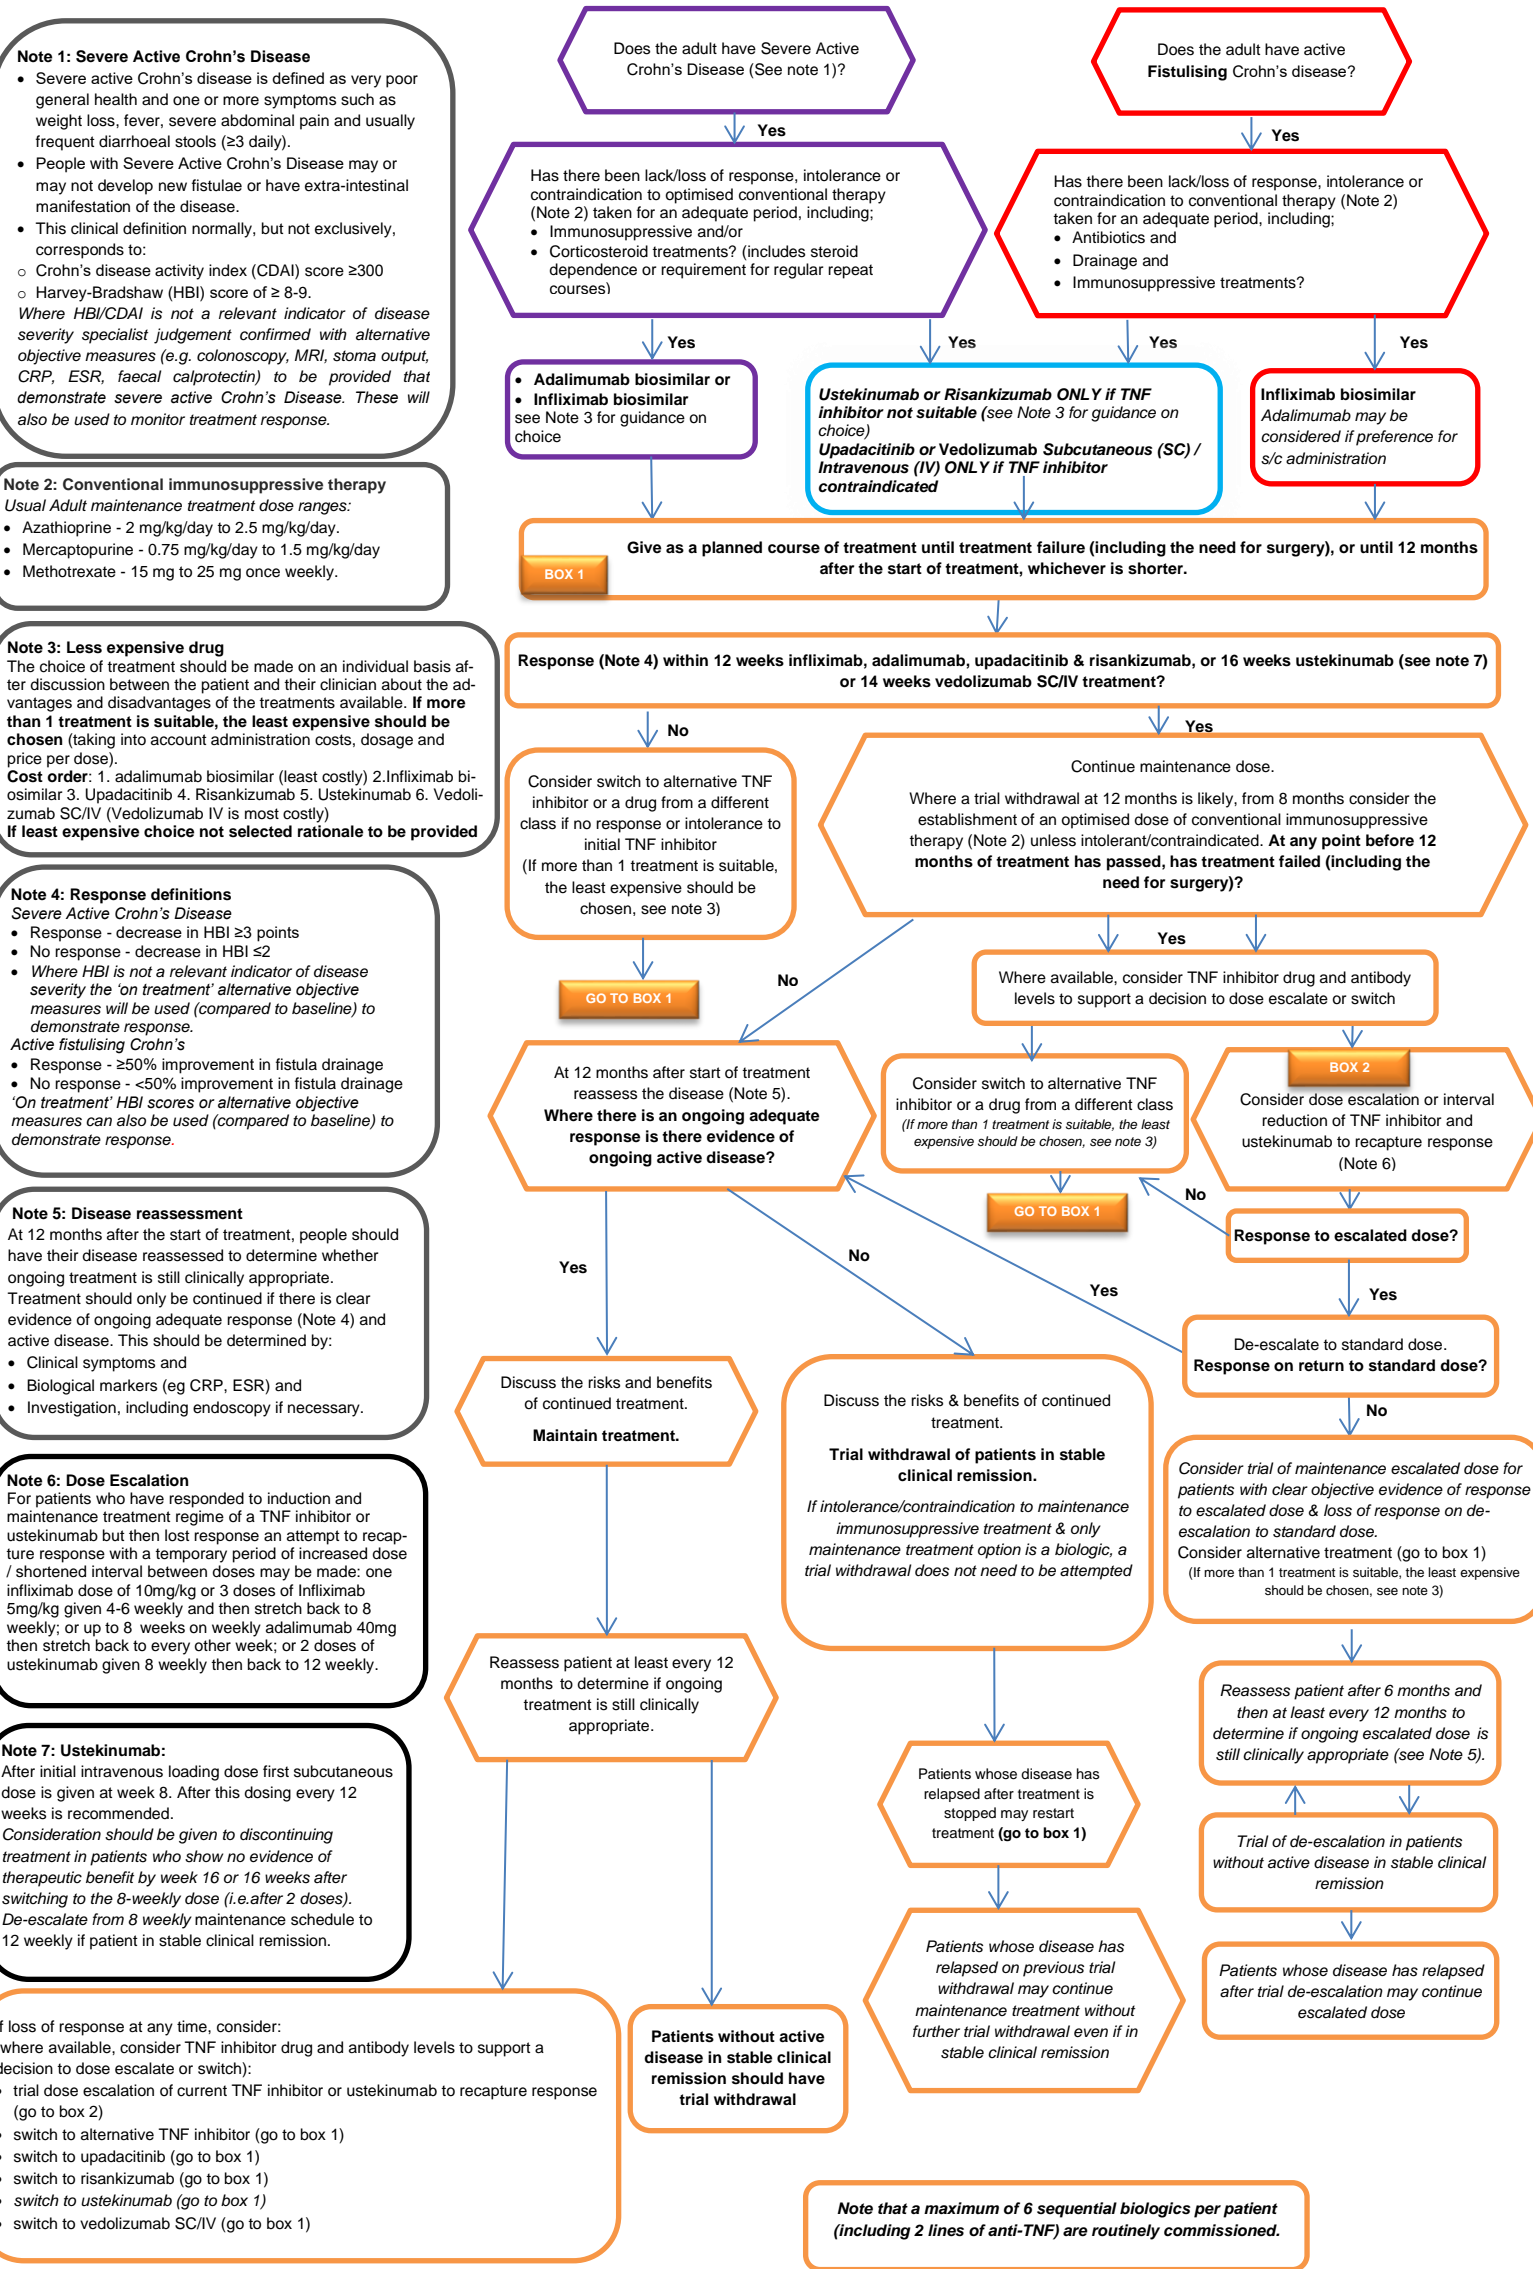 Note 1: Severe Active Crohn's Disease
• Severe active Crohn's disease is defined as very poor
general health and one or more symptoms such as
weight loss, fever, severe abdominal pain and usually
frequent diarrhoeal stools (≥3 daily).
• People with Severe Active Crohn's Disease may or
may not develop new fistulae or have extra-intestinal
manifestation of the disease.
• This clinical definition normally, but not exclusively,
corresponds to:
o Crohn's disease activity index (CDAI) score ≥300
o Harvey-Bradshaw (HBI) score of ≥ 8-9.
Where HBI/CDAI is not a relevant indicator of disease
severity specialist judgement confirmed with alternative
objective measures (e.g. colonoscopy, MRI, stoma output,
CRP, ESR, faecal calprotectin) to be provided that
demonstrate severe active Crohn's Disease. These will
also be used to monitor treatment response.
Note 2: Conventional immunosuppressive therapy
Usual Adult maintenance treatment dose ranges:
• Azathioprine - 2 mg/kg/day to 2.5 mg/kg/day.
• Mercaptopurine - 0.75 mg/kg/day to 1.5 mg/kg/day
• Methotrexate - 15 mg to 25 mg once weekly.
Note 3: Less expensive drug
The choice of treatment should be made on an individual basis af-
ter discussion between the patient and their clinician about the ad-
vantages and disadvantages of the treatments available. If more
than 1 treatment is suitable, the least expensive should be
chosen (taking into account administration costs, dosage and
price per dose).
Cost order: 1. adalimumab biosimilar (least costly) 2.Infliximab bi-
osimilar 3. Upadacitinib 4. Risankizumab 5. Ustekinumab 6. Vedoli-
zumab SC/IV (Vedolizumab IV is most costly)
If least expensive choice not selected rationale to be provided
Note 4: Response definitions
Severe Active Crohn's Disease
• Response - decrease in HBI ≥3 points
• No response - decrease in HBI ≤2
• Where HBI is not a relevant indicator of disease
severity the 'on treatment' alternative objective
measures will be used (compared to baseline) to
demonstrate response.
Active fistulising Crohn's
• Response - ≥50% improvement in fistula drainage
• No response - <50% improvement in fistula drainage
'On treatment' HBI scores or alternative objective
measures can also be used (compared to baseline) to
demonstrate response.
Note 5: Disease reassessment
At 12 months after the start of treatment, people should
have their disease reassessed to determine whether
ongoing treatment is still clinically appropriate.
Treatment should only be continued if there is clear
evidence of ongoing adequate response (Note 4) and
active disease. This should be determined by:
• Clinical symptoms and
• Biological markers (eg CRP, ESR) and
• Investigation, including endoscopy if necessary.
Note 6: Dose Escalation
For patients who have responded to induction and
maintenance treatment regime of a TNF inhibitor or
ustekinumab but then lost response an attempt to recap-
ture response with a temporary period of increased dose
/ shortened interval between doses may be made: one
infliximab dose of 10mg/kg or 3 doses of Infliximab
5mg/kg given 4-6 weekly and then stretch back to 8
weekly; or up to 8 weeks on weekly adalimumab 40mg
then stretch back to every other week; or 2 doses of
ustekinumab given 8 weekly then back to 12 weekly.
Note 7: Ustekinumab:
After initial intravenous loading dose first subcutaneous
dose is given at week 8. After this dosing every 12
weeks is recommended.
Consideration should be given to discontinuing
treatment in patients who show no evidence of
therapeutic benefit by week 16 or 16 weeks after
switching to the 8-weekly dose (i.e.after 2 doses).
De-escalate from 8 weekly maintenance schedule to
12 weekly if patient in stable clinical remission.
Does the adult have Severe Active
Crohn's Disease (See note 1)?
Does the adult have active
Fistulising Crohn's disease?
Yes
Yes
Has there been lack/loss of response, intolerance or
contraindication to optimised conventional therapy
(Note 2) taken for an adequate period, including;
• Immunosuppressive and/or
• Corticosteroid treatments? (includes steroid
dependence or requirement for regular repeat
courses)
Has there been lack/loss of response, intolerance or
contraindication to conventional therapy (Note 2)
taken for an adequate period, including;
• Antibiotics and
• Drainage and
• Immunosuppressive treatments?
Yes
Yes
Yes
Yes
• Adalimumab biosimilar or
• Infliximab biosimilar
see Note 3 for guidance on
choice
Ustekinumab or Risankizumab ONLY if TNF
inhibitor not suitable (see Note 3 for guidance on
choice)
Upadacitinib or Vedolizumab Subcutaneous (SC) /
Intravenous (IV) ONLY if TNF inhibitor
contraindicated
Infliximab biosimilar
Adalimumab may be
considered if preference for
s/c administration
BOX 1
Give as a planned course of treatment until treatment failure (including the need for surgery), or until 12 months
after the start of treatment, whichever is shorter.
Response (Note 4) within 12 weeks infliximab, adalimumab, upadacitinib & risankizumab, or 16 weeks ustekinumab (see note 7)
or 14 weeks vedolizumab SC/IV treatment?
No
Yes
Consider switch to alternative TNF
inhibitor or a drug from a different
class if no response or intolerance to
initial TNF inhibitor
(If more than 1 treatment is suitable,
the least expensive should be
chosen, see note 3)
GO TO BOX 1
Continue maintenance dose.
Where a trial withdrawal at 12 months is likely, from 8 months consider the
establishment of an optimised dose of conventional immunosuppressive
therapy (Note 2) unless intolerant/contraindicated. At any point before 12
months of treatment has passed, has treatment failed (including the
need for surgery)?
No
Yes
Where available, consider TNF inhibitor drug and antibody
levels to support a decision to dose escalate or switch
At 12 months after start of treatment
reassess the disease (Note 5).
Where there is an ongoing adequate
response is there evidence of
ongoing active disease?
Consider switch to alternative TNF
inhibitor or a drug from a different class
(If more than 1 treatment is suitable, the least
expensive should be chosen, see note 3)
GO TO BOX 1
BOX 2
Consider dose escalation or interval
reduction of TNF inhibitor and
ustekinumab to recapture response
(Note 6)
No
Response to escalated dose?
Yes
No
Yes
Yes
De-escalate to standard dose.
Response on return to standard dose?
No
Discuss the risks and benefits
of continued treatment.
Maintain treatment.
Discuss the risks & benefits of continued
treatment.
Trial withdrawal of patients in stable
clinical remission.
If intolerance/contraindication to maintenance
immunosuppressive treatment & only
maintenance treatment option is a biologic, a
trial withdrawal does not need to be attempted
Consider trial of maintenance escalated dose for
patients with clear objective evidence of response
to escalated dose & loss of response on de-
escalation to standard dose.
Consider alternative treatment (go to box 1)
(If more than 1 treatment is suitable, the least expensive
should be chosen, see note 3)
Reassess patient at least every 12
months to determine if ongoing
treatment is still clinically
appropriate.
Reassess patient after 6 months and
then at least every 12 months to
determine if ongoing escalated dose is
still clinically appropriate (see Note 5).
Patients whose disease has
relapsed after treatment is
stopped may restart
treatment (go to box 1)
Trial of de-escalation in patients
without active disease in stable clinical
remission
Patients whose disease has
relapsed on previous trial
withdrawal may continue
maintenance treatment without
further trial withdrawal even if in
stable clinical remission
Patients whose disease has relapsed
after trial de-escalation may continue
escalated dose
f loss of response at any time, consider:
where available, consider TNF inhibitor drug and antibody levels to support a
decision to dose escalate or switch):
• trial dose escalation of current TNF inhibitor or ustekinumab to recapture response
(go to box 2)
• switch to alternative TNF inhibitor (go to box 1)
• switch to upadacitinib (go to box 1)
• switch to risankizumab (go to box 1)
• switch to ustekinumab (go to box 1)
• switch to vedolizumab SC/IV (go to box 1)
Patients without active
disease in stable clinical
remission should have
trial withdrawal
Note that a maximum of 6 sequential biologics per patient
(including 2 lines of anti-TNF) are routinely commissioned.